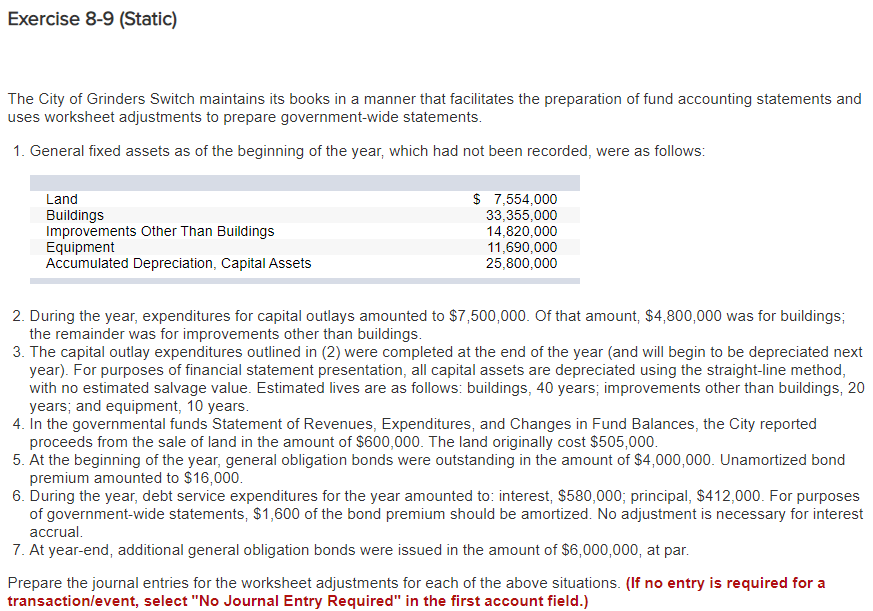 Exercise 8-9 (Static)
The City of Grinders Switch maintains its books in a manner that facilitates the preparation of fund accounting statements and
uses worksheet adjustments to prepare government-wide statements.
1. General fixed assets as of the beginning of the year, which had not been recorded, were as follows:
Land $ 7,554,000
Buildings 33,355,000
Improvements Other Than Buildings 14,820,000
Equipment 11,690,000
Accumulated Depreciation, Capital Assets 25,800,000
2. During the year, expenditures for capital outlays amounted to $7,500,000. Of that amount, $4,800,000 was for buildings;
the remainder was for improvements other than buildings.
3. The capital outlay expenditures outlined in (2) were completed at the end of the year (and will begin to be depreciated next
year). For purposes of financial statement presentation, all capital assets are depreciated using the straight-line method,
with no estimated salvage value. Estimated lives are as follows: buildings, 40 years; improvements other than buildings, 20
years; and equipment, 10 years.
4. In the governmental funds Statement of Revenues, Expenditures, and Changes in Fund Balances, the City reported
proceeds from the sale of land in the amount of $600,000. The land originally cost $505,000.
5. At the beginning of the year, general obligation bonds were outstanding in the amount of $4,000,000. Unamortized bond
premium amounted to $16,000.
6. During the year, debt service expenditures for the year amounted to: interest, $580,000; principal, $412,000. For purposes
of government-wide statements, $1,600 of the bond premium should be amortized. No adjustment is necessary for interest
accrual.
7. At year-end, additional general obligation bonds were issued in the amount of $6,000,000, at par.
Prepare the journal entries for the worksheet adjustments for each of the above situations. (If no entry is required for a
transaction/event, select "No Journal Entry Required" in the first account field.)